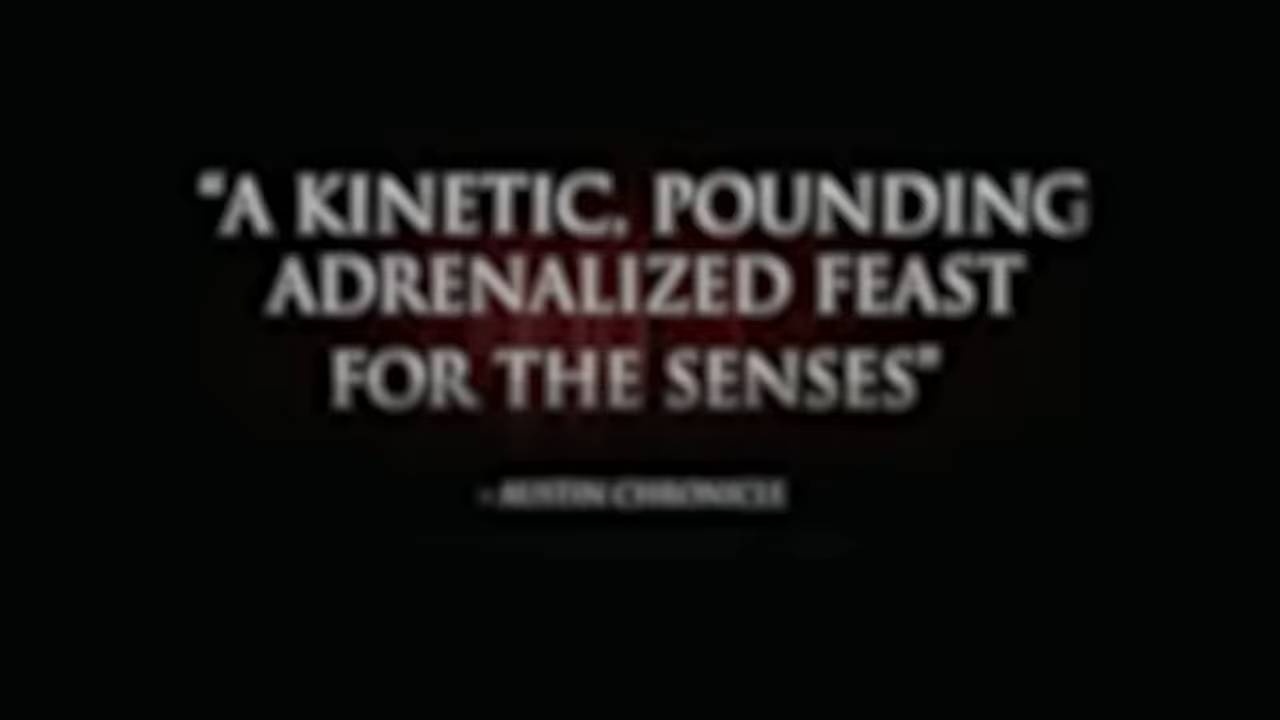 "A KINETIC, POUNDING
ADRENALIZED FEAST
FOR THE SENSES"
- AUSTIN CHRONICLE